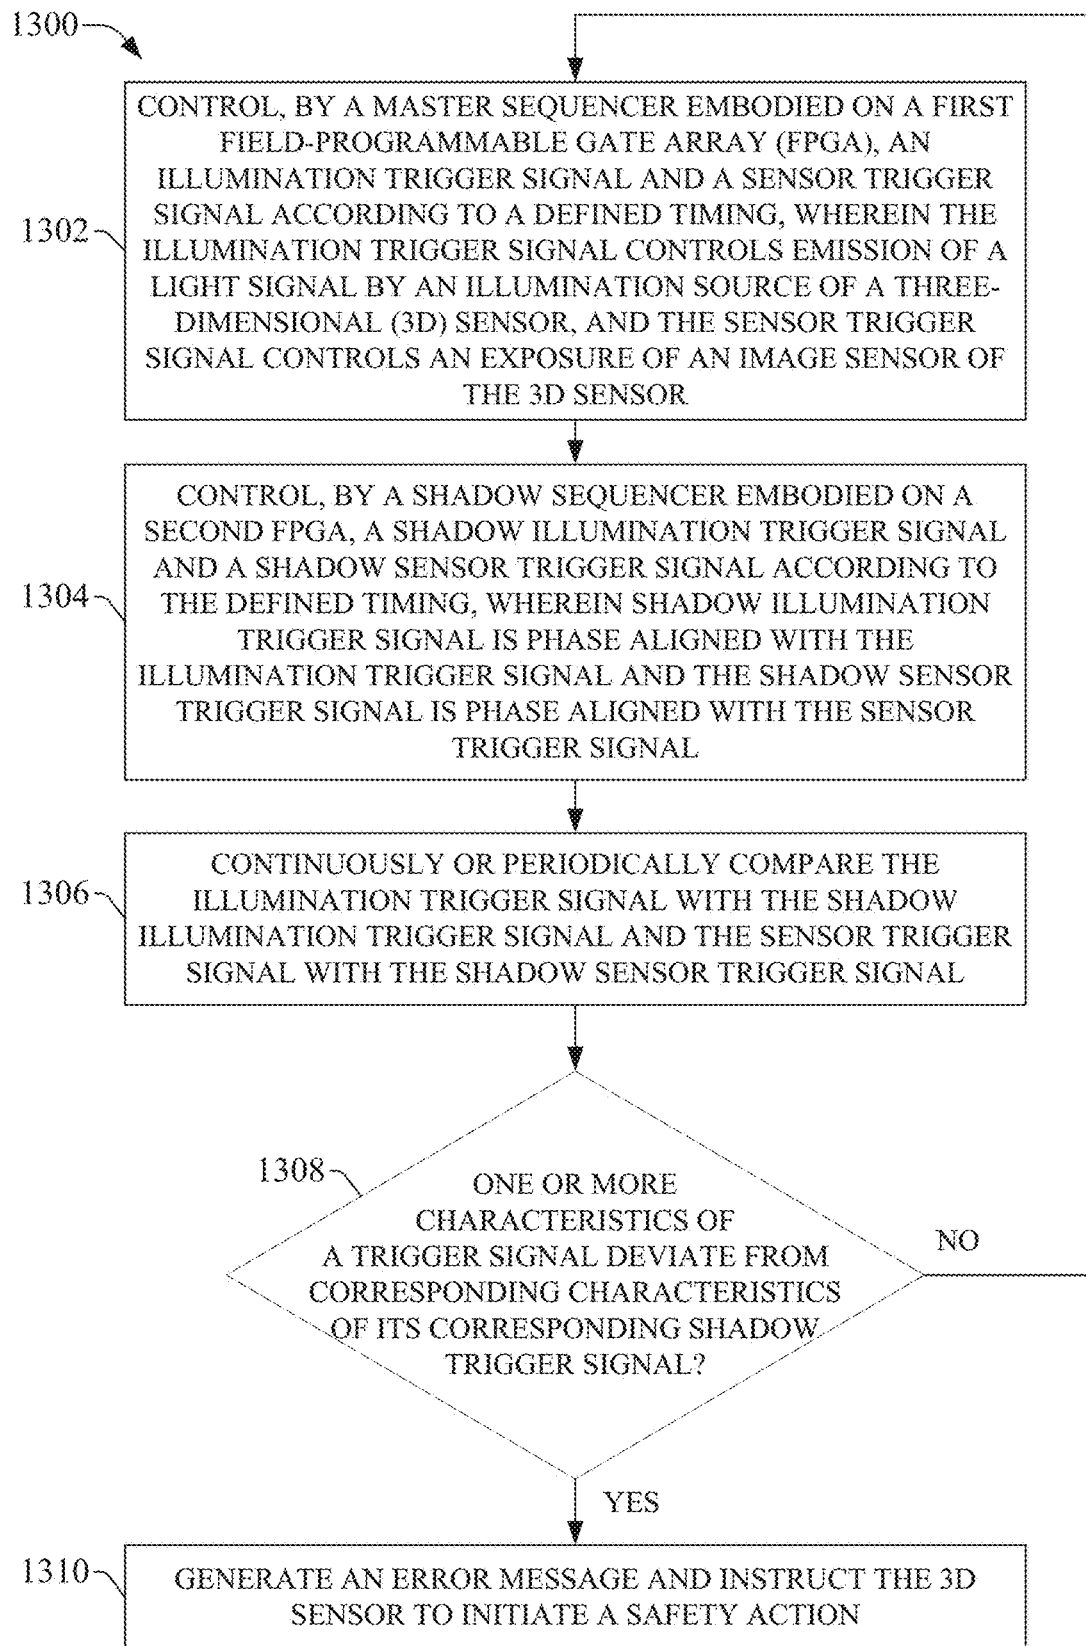 1300
CONTROL, BY A MASTER SEQUENCER EMBODIED ON A FIRST
FIELD-PROGRAMMABLE GATE ARRAY (FPGA), AN
ILLUMINATION TRIGGER SIGNAL AND A SENSOR TRIGGER
SIGNAL ACCORDING TO A DEFINED TIMING, WHEREIN THE
ILLUMINATION TRIGGER SIGNAL CONTROLS EMISSION OF A
LIGHT SIGNAL BY AN ILLUMINATION SOURCE OF A THREE-
DIMENSIONAL (3D) SENSOR, AND THE SENSOR TRIGGER
SIGNAL CONTROLS AN EXPOSURE OF AN IMAGE SENSOR OF
THE 3D SENSOR
1302
CONTROL, BY A SHADOW SEQUENCER EMBODIED ON A
SECOND FPGA, A SHADOW ILLUMINATION TRIGGER SIGNAL
AND A SHADOW SENSOR TRIGGER SIGNAL ACCORDING TO
THE DEFINED TIMING, WHEREIN SHADOW ILLUMINATION
TRIGGER SIGNAL IS PHASE ALIGNED WITH THE
ILLUMINATION TRIGGER SIGNAL AND THE SHADOW SENSOR
TRIGGER SIGNAL IS PHASE ALIGNED WITH THE SENSOR
TRIGGER SIGNAL
1304
CONTINUOUSLY OR PERIODICALLY COMPARE THE
ILLUMINATION TRIGGER SIGNAL WITH THE SHADOW
ILLUMINATION TRIGGER SIGNAL AND THE SENSOR TRIGGER
SIGNAL WITH THE SHADOW SENSOR TRIGGER SIGNAL
1306
1308
ONE OR MORE
CHARACTERISTICS OF
A TRIGGER SIGNAL DEVIATE FROM
CORRESPONDING CHARACTERISTICS
OF ITS CORRESPONDING SHADOW
TRIGGER SIGNAL?
NO
YES
1310
GENERATE AN ERROR MESSAGE AND INSTRUCT THE 3D
SENSOR TO INITIATE A SAFETY ACTION